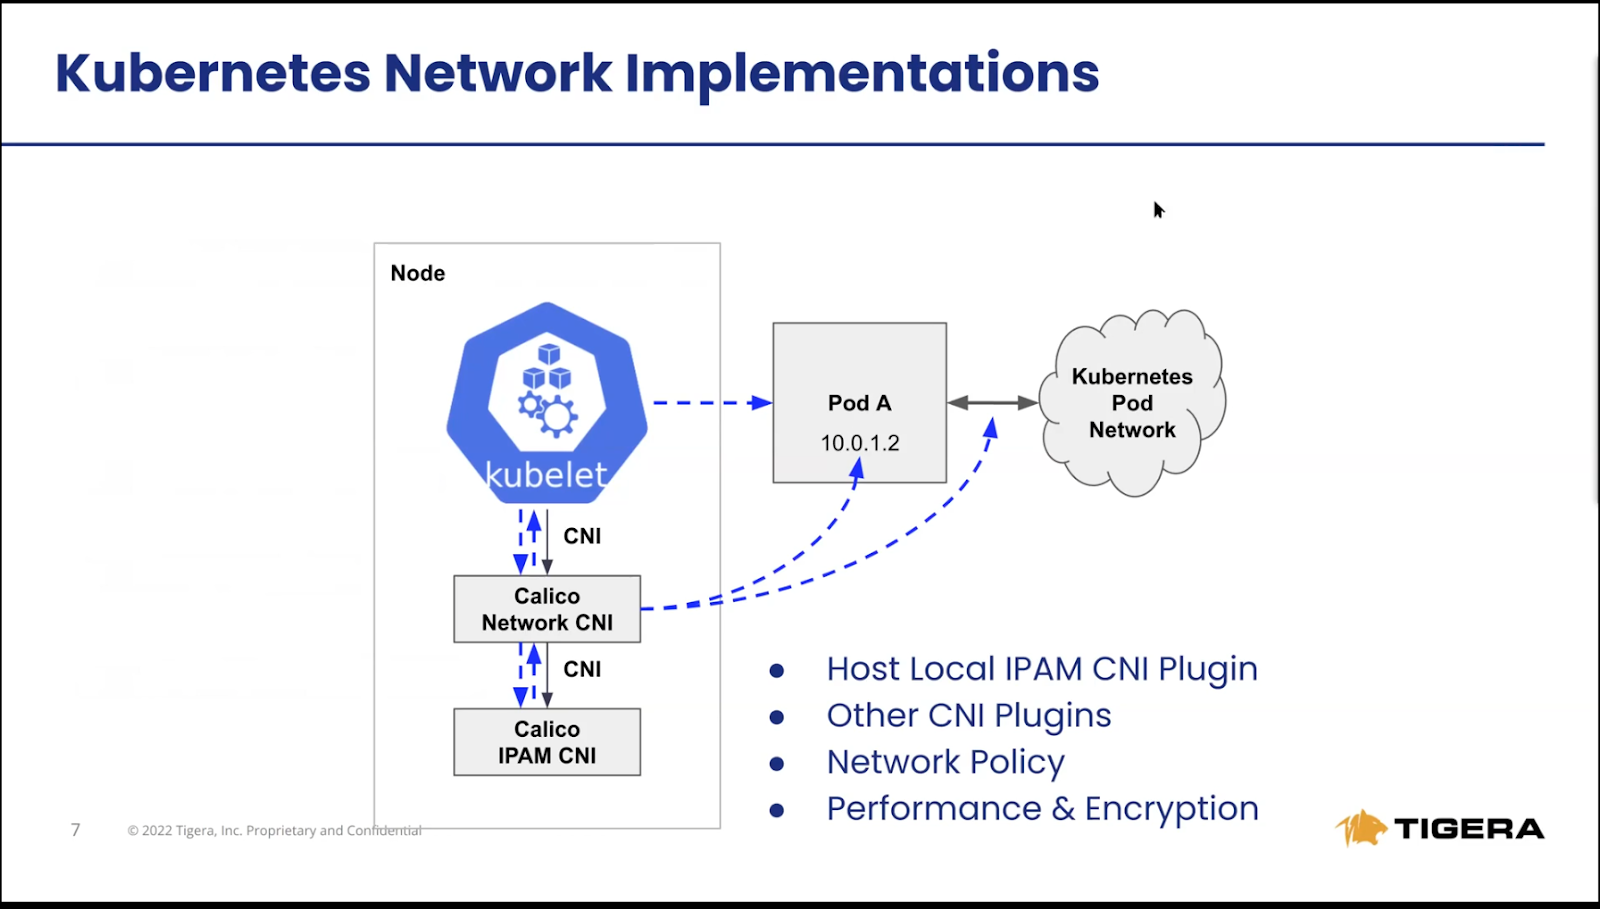 Kubernetes Network Implementations
Node
kubelet
CNI
Calico
Network CNI
CNI
Calico
IPAM CNI
Pod A
10.0.1.2
Kubernetes
Pod
Network
● Host Local IPAM CNI Plugin
● Other CNI Plugins
● Network Policy
● Performance & Encryption
7
© 2022 Tigera, Inc. Proprietary and Confidential
TIGERA